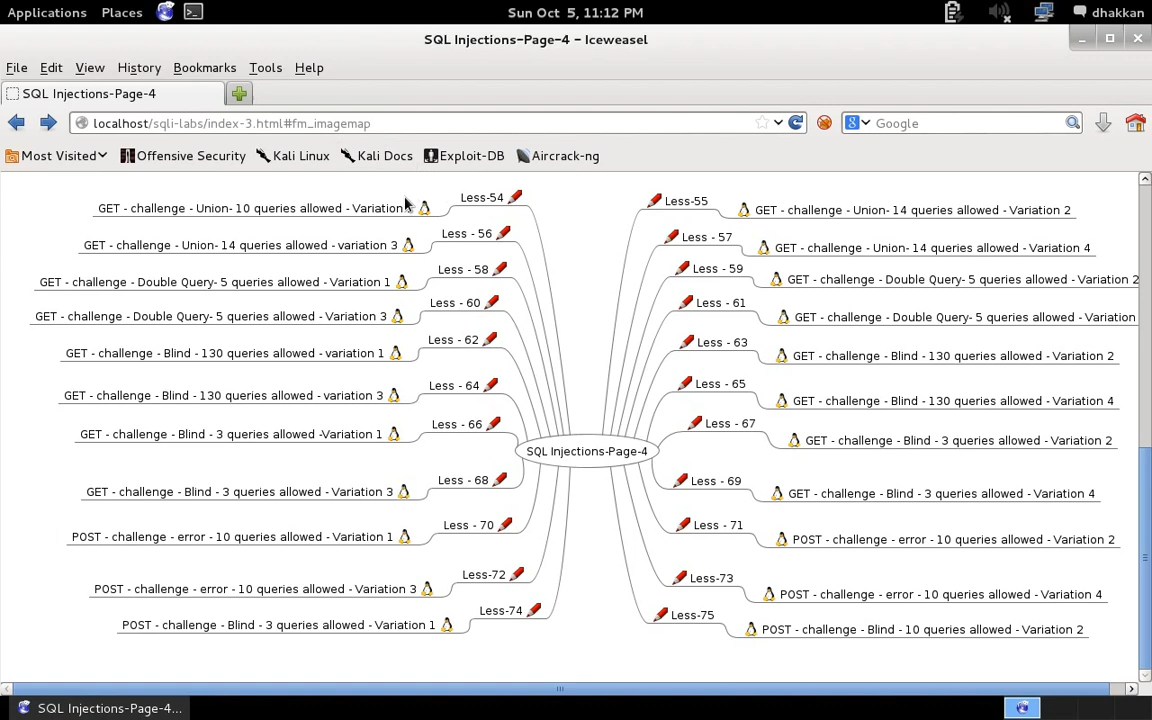 Applications Places Sun Oct 5, 11:12 PM dhakkan
SQL Injections-Page-4 - Iceweasel
File Edit View History Bookmarks Tools Help
SQL Injections-Page-4
localhost/sqli-labs/index-3.html#fm_imagemap Google
Most Visited Offensive Security Kali Linux Kali Docs Exploit-DB Aircrack-ng
GET - challenge - Union- 10 queries allowed - Variation Less-54
Less-55 GET - challenge - Union- 14 queries allowed - Variation 2
GET - challenge - Union- 14 queries allowed - variation 3 Less - 56
Less - 57 GET - challenge - Union- 14 queries allowed - Variation 4
GET - challenge - Double Query- 5 queries allowed - Variation 1 Less - 58
Less - 59 GET - challenge - Double Query- 5 queries allowed - Variation 2
GET - challenge - Double Query- 5 queries allowed - Variation 3 Less - 60
Less - 61 GET - challenge - Double Query- 5 queries allowed - Variation
GET - challenge - Blind - 130 queries allowed - variation 1 Less - 62
Less - 63 GET - challenge - Blind - 130 queries allowed - Variation 2
GET - challenge - Blind - 130 queries allowed - variation 3 Less - 64
Less - 65 GET - challenge - Blind - 130 queries allowed - Variation 4
GET - challenge - Blind - 3 queries allowed -Variation 1 Less - 66
Less - 67 GET - challenge - Blind - 3 queries allowed - Variation 2
SQL Injections-Page-4
GET - challenge - Blind - 3 queries allowed - Variation 3 Less - 68
Less - 69 GET - challenge - Blind - 3 queries allowed - Variation 4
POST - challenge - error - 10 queries allowed - Variation 1 Less - 70
Less - 71 POST - challenge - error - 10 queries allowed - Variation 2
POST - challenge - error - 10 queries allowed - Variation 3 Less-72
Less-73 POST - challenge - error - 10 queries allowed - Variation 4
POST - challenge - Blind - 3 queries allowed - Variation 1 Less-74
Less-75 POST - challenge - Blind - 10 queries allowed - Variation 2
SQL Injections-Page-4...